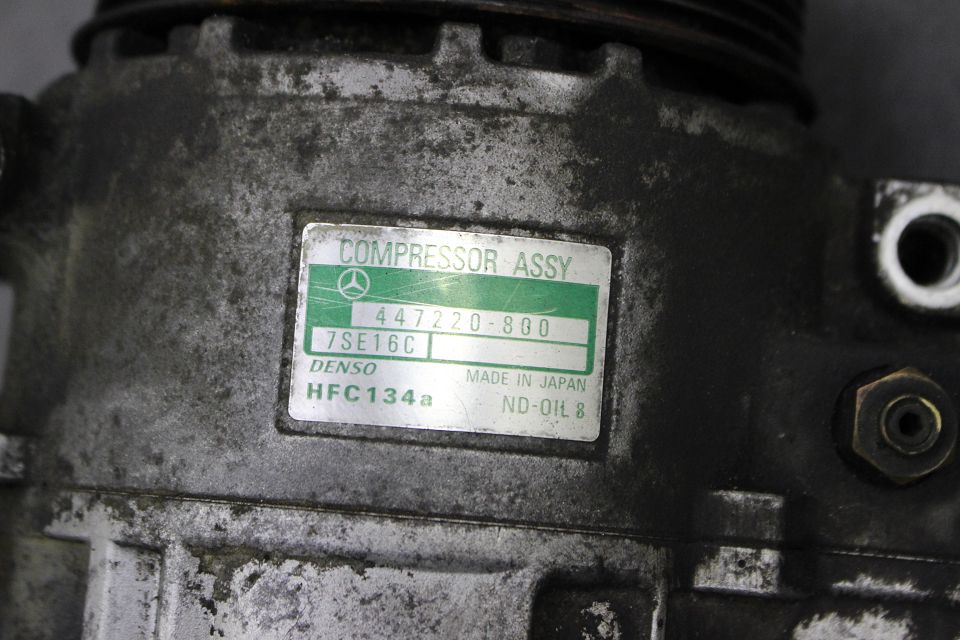 COMPRESSOR ASSY
447220-800
7SE16C
DENSO
MADE IN JAPAN
HFC134a
ND-OIL 8